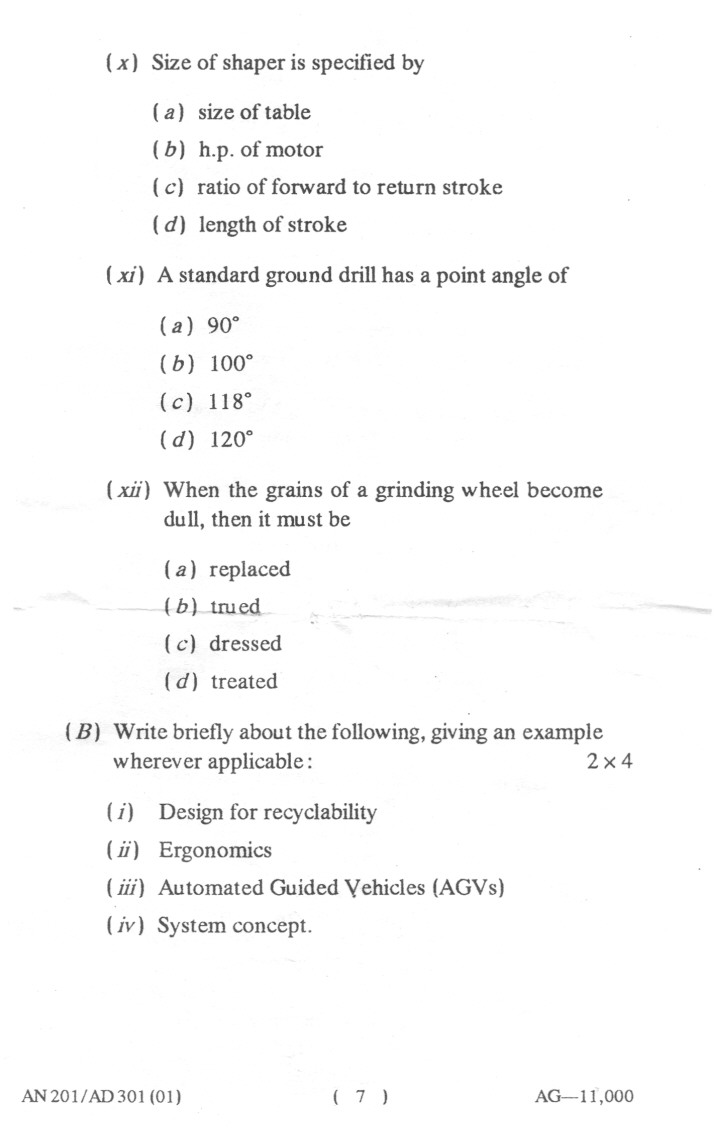 (x) Size of shaper is specified by
(a) size of table
(b) h.p. of motor
(c) ratio of forward to return stroke
(d) length of stroke
(xi) A standard ground drill has a point angle of
(a) 90°
(b) 100°
(c) 118°
(d) 120°
(xii) When the grains of a grinding wheel become
dull, then it must be
(a) replaced
(b) trued
(c) dressed
(d) treated
(B) Write briefly about the following, giving an example
wherever applicable : 2 × 4
(i) Design for recyclability
(ii) Ergonomics
(iii) Automated Guided Vehicles (AGVs)
(iv) System concept.
AN 201/AD 301 (01) ( 7 ) AG—11,000